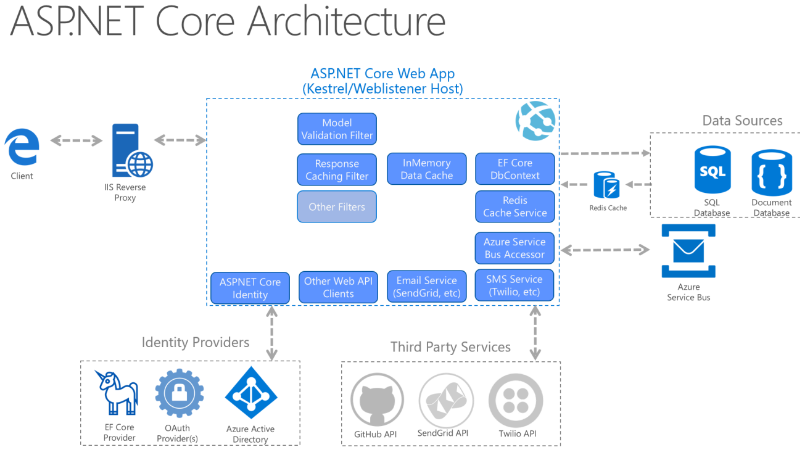 ASP.NET Core Architecture
ASP.NET Core Web App
(Kestrel/Weblistener Host)
Model
Validation Filter
Response
Caching Filter
InMemory
Data Cache
EF Core
DbContext
Other Filters
Redis
Cache Service
Azure Service
Bus Accessor
ASP.NET Core
Identity
Other Web API
Clients
Email Service
(SendGrid, etc)
SMS Service
(Twilio, etc)
Client
IIS Reverse
Proxy
Data Sources
SQL
SQL
Database
{ }
Document
Database
Redis Cache
Azure
Service Bus
Identity Providers
EF Core
Provider
OAuth
Provider(s)
Azure Active
Directory
Third Party Services
GitHub API
SendGrid API
Twilio API